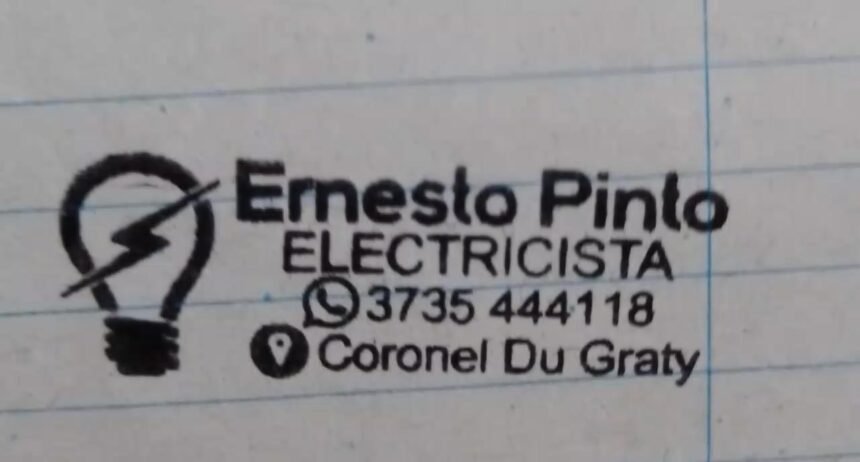 Ernesto Pinto
ELECTRICISTA
3735 444118
Coronel Du Graty